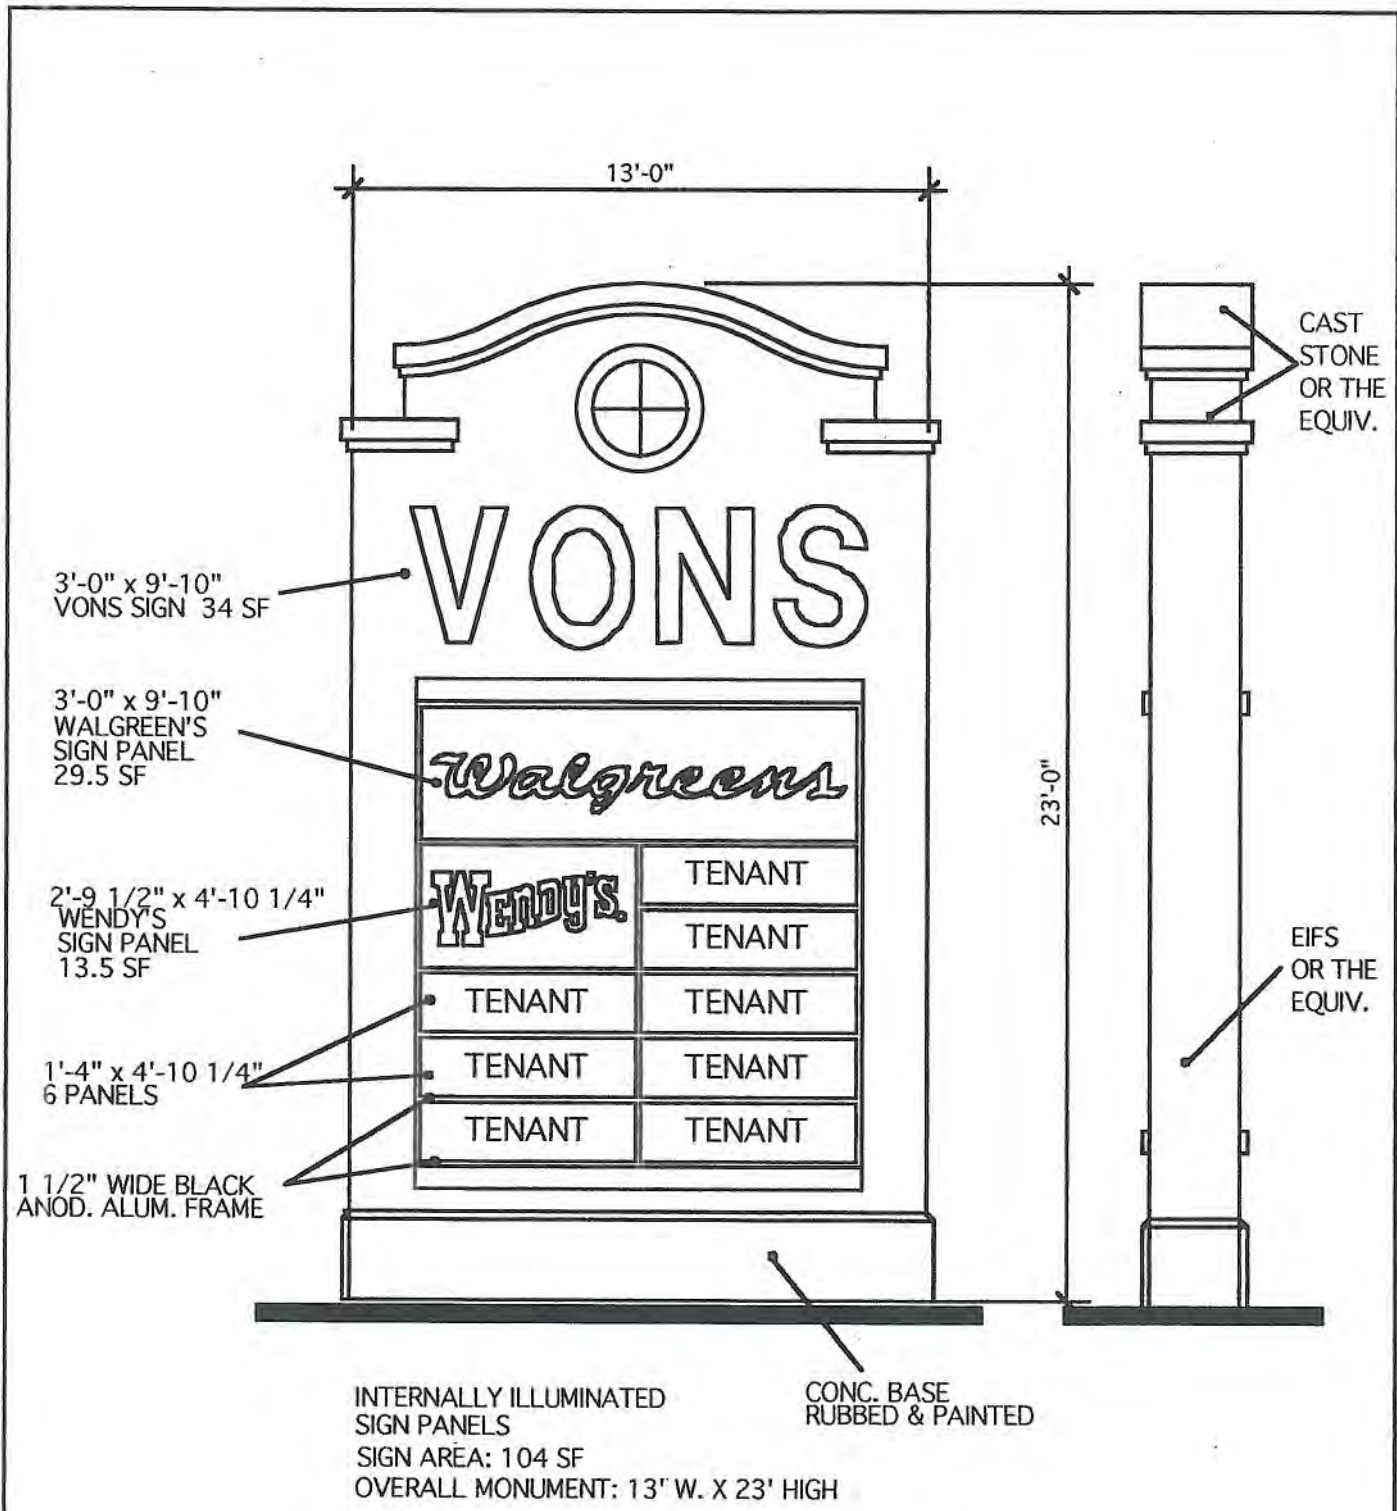 13'-0"
CAST
STONE
OR THE
EQUIV.
VONS
3'-0" x 9'-10"
VONS SIGN 34 SF
3'-0" x 9'-10"
WALGREEN'S
SIGN PANEL
29.5 SF
Walgreens
23'-0"
2'-9 1/2" x 4'-10 1/4"
WENDY'S
SIGN PANEL
13.5 SF
WENDY'S.
TENANT
TENANT
TENANT TENANT
TENANT TENANT
TENANT TENANT
EIFS
OR THE
EQUIV.
1'-4" x 4'-10 1/4"
6 PANELS
1 1/2" WIDE BLACK
ANOD. ALUM. FRAME
INTERNALLY ILLUMINATED
SIGN PANELS
SIGN AREA: 104 SF
OVERALL MONUMENT: 13' W. X 23' HIGH
CONC. BASE
RUBBED & PAINTED